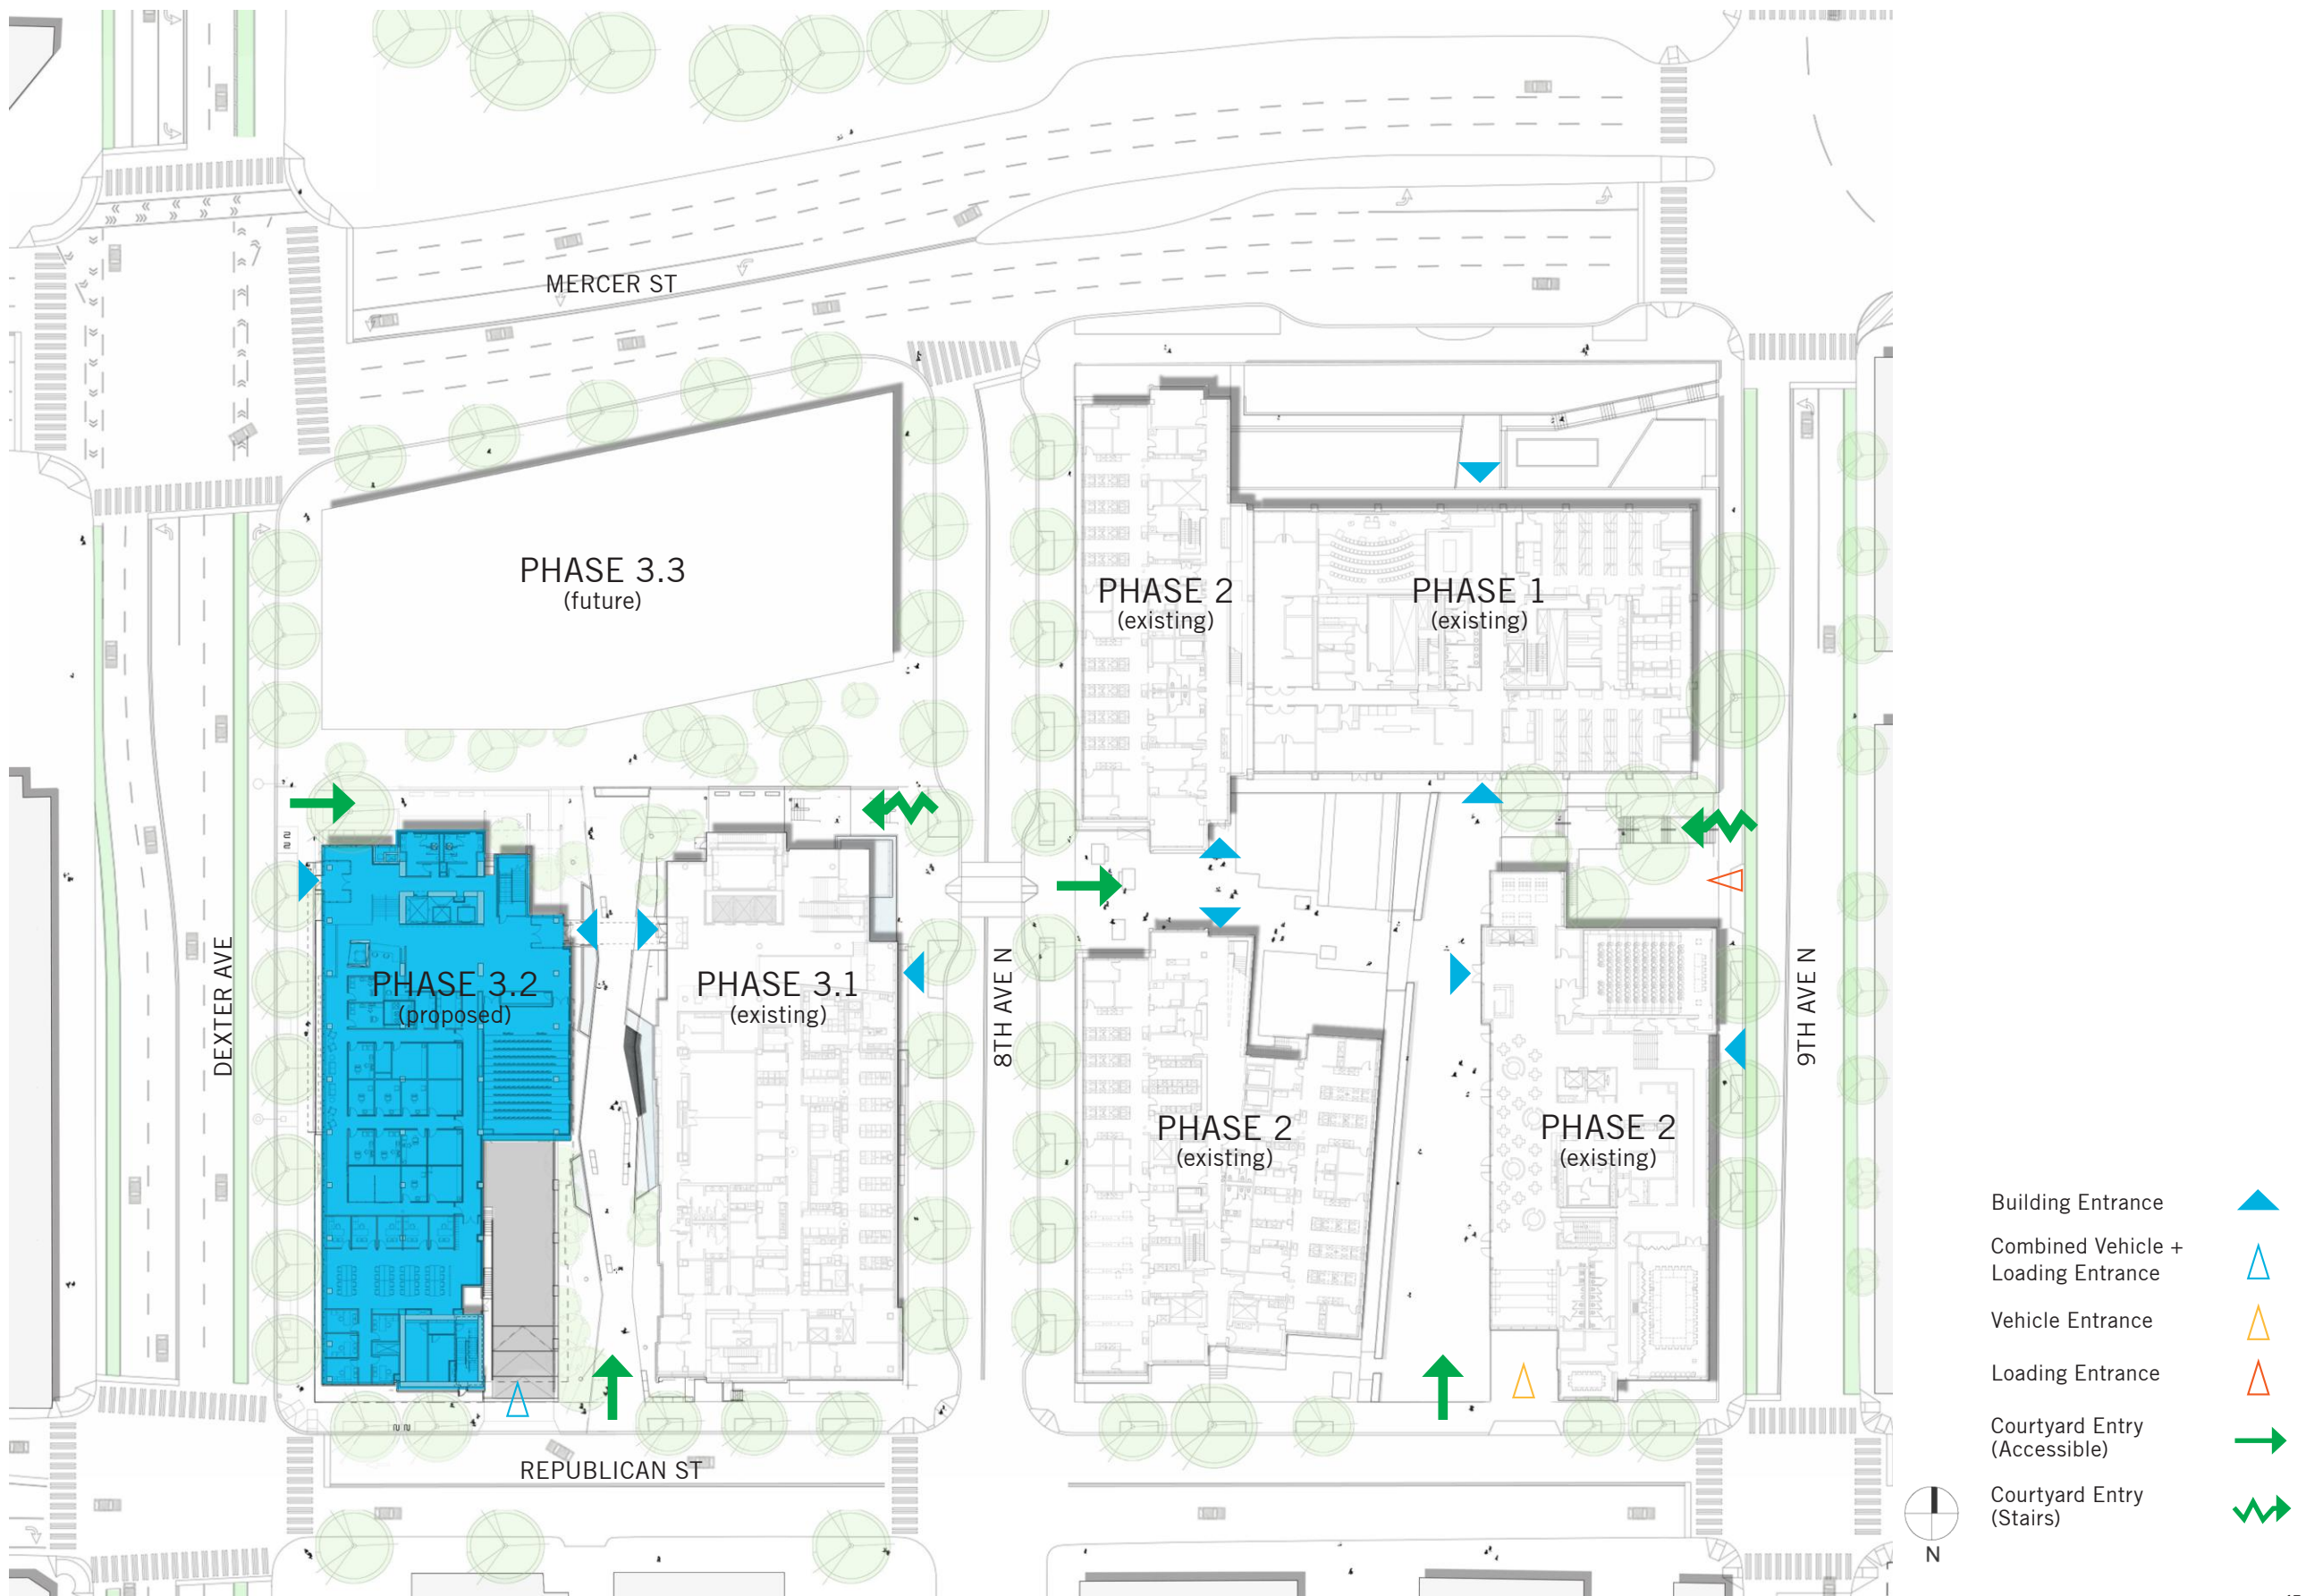 MERCER ST
PHASE 3.3
(future)
PHASE 2
(existing)
PHASE 1
(existing)
DEXTER AVE
PHASE 3.2
(proposed)
PHASE 3.1
(existing)
8TH AVE N
9TH AVE N
PHASE 2
(existing)
PHASE 2
(existing)
REPUBLICAN ST
Building Entrance
Combined Vehicle +
Loading Entrance
Vehicle Entrance
Loading Entrance
Courtyard Entry
(Accessible)
Courtyard Entry
(Stairs)
N